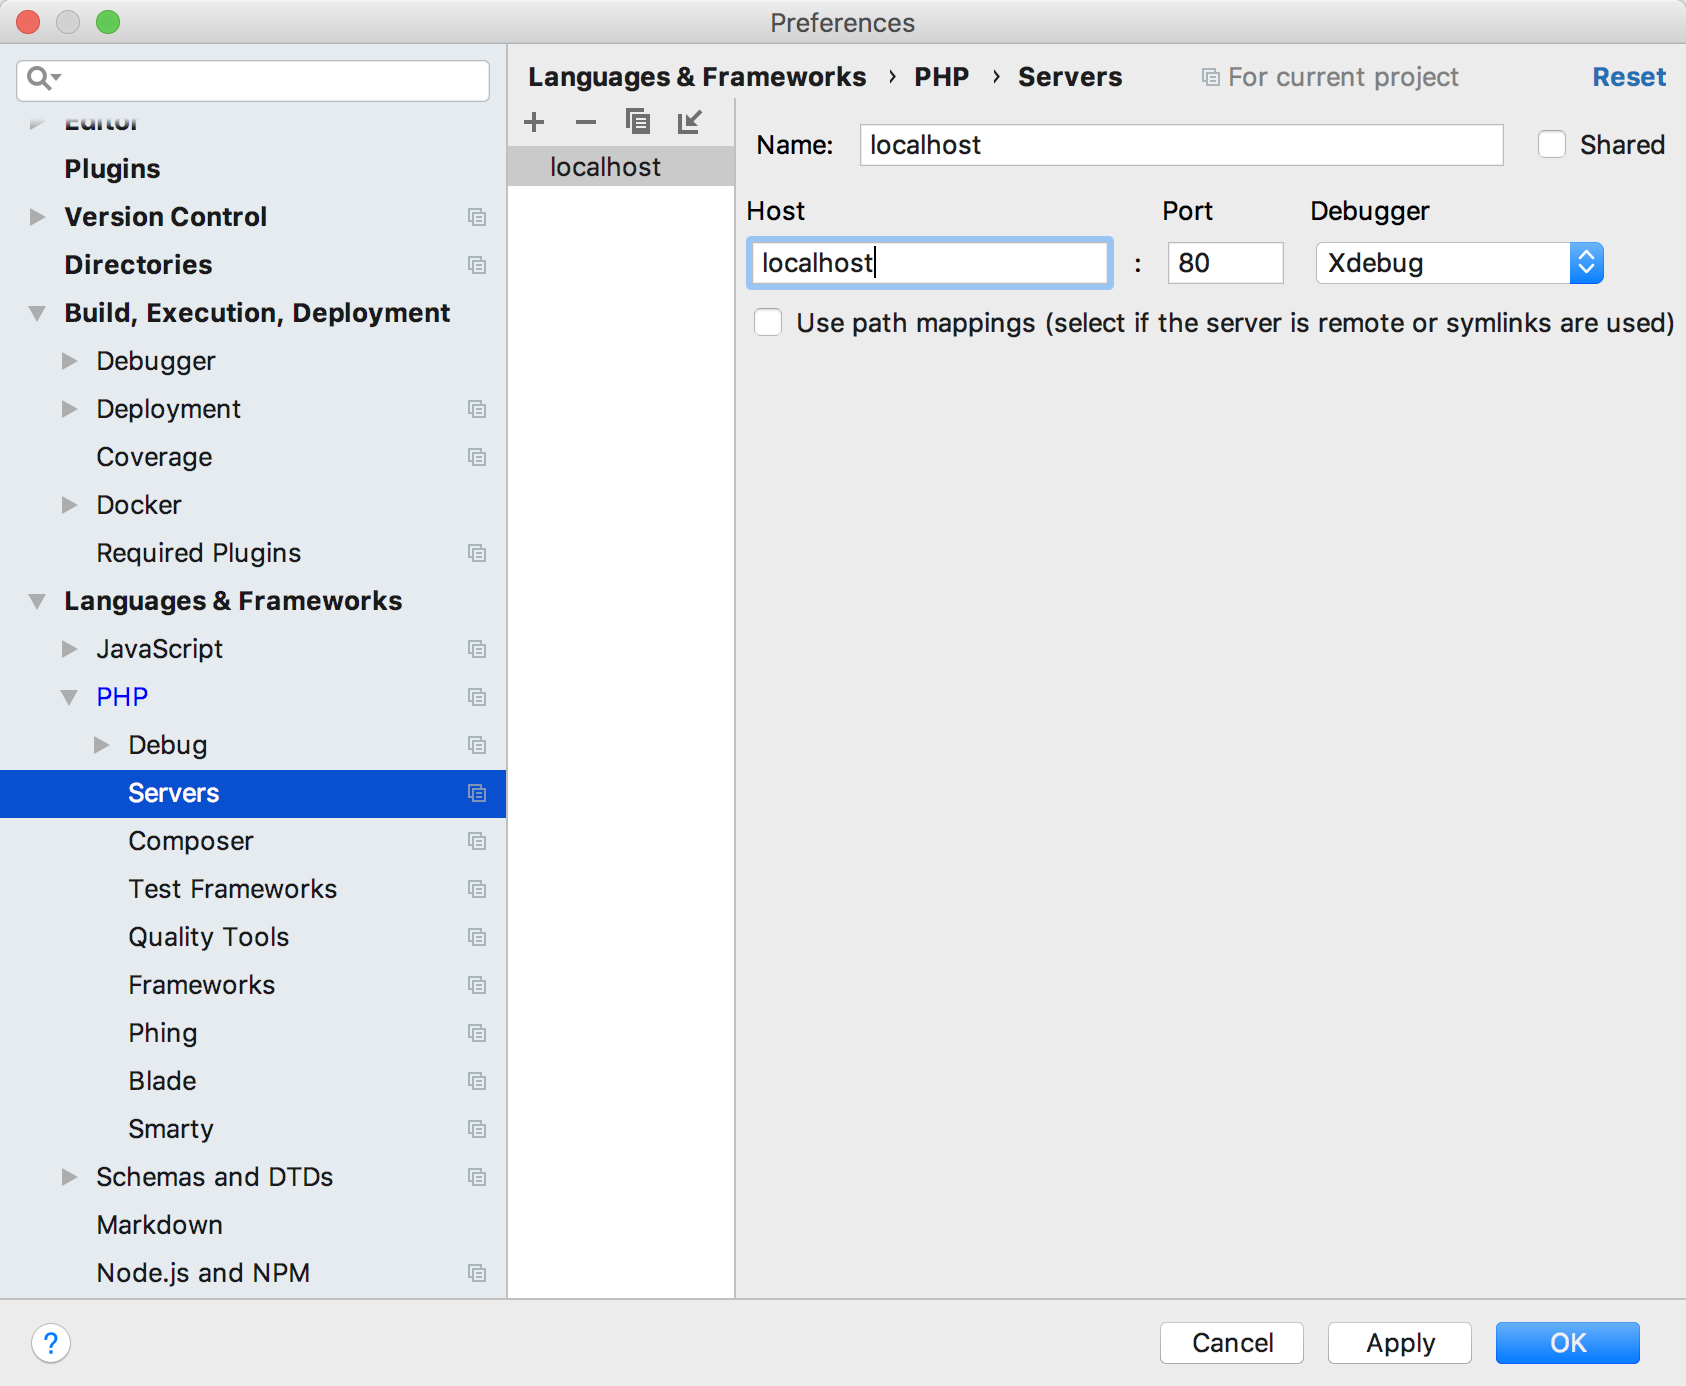 Preferences
Editor
Plugins
Version Control
Directories
Build, Execution, Deployment
Debugger
Deployment
Coverage
Docker
Required Plugins
Languages & Frameworks
JavaScript
PHP
Debug
Servers
Composer
Test Frameworks
Quality Tools
Frameworks
Phing
Blade
Smarty
Schemas and DTDs
Markdown
Node.js and NPM
Languages & Frameworks › PHP › Servers For current project Reset
localhost
Name: localhost Shared
Host Port Debugger
localhost : 80 Xdebug
Use path mappings (select if the server is remote or symlinks are used)
? Cancel Apply OK